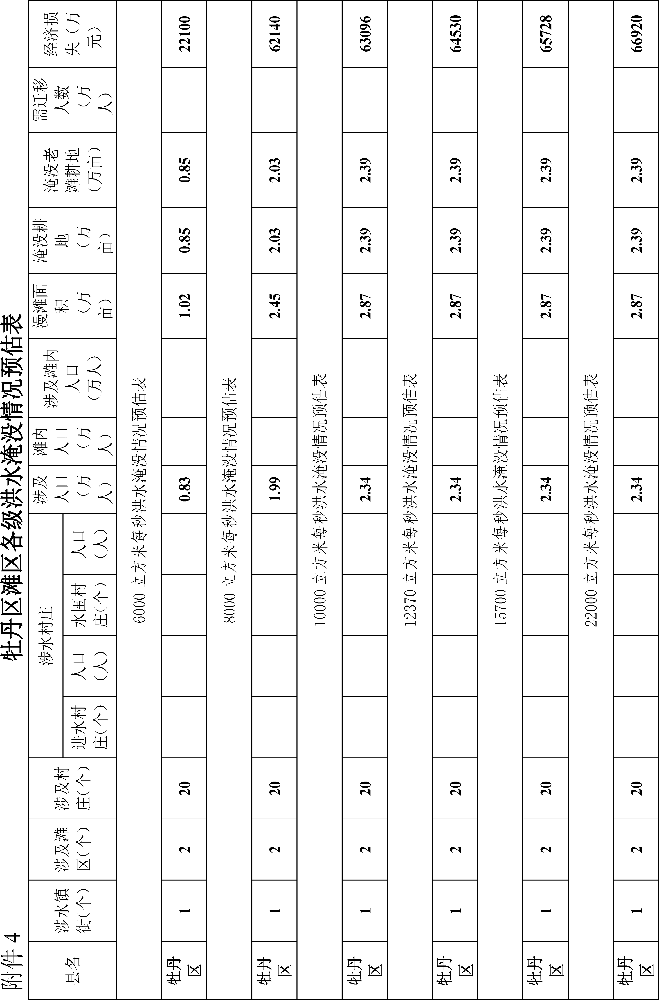 附件 4
牡丹区滩区各级洪水淹没情况预估表
县名 涉水镇街(个) 涉及滩区(个) 涉及村庄(个) 涉水村庄 涉及人口(万人) 滩内人口(万人) 涉及滩内人口(万人) 漫滩面积(万亩) 淹没耕地(万亩) 淹没老滩耕地(万亩) 需迁移人数(万人) 经济损失(万元)
进水村庄(个) 人口(人) 水围村庄(个) 人口(人)
6000 立方米每秒洪水淹没情况预估表
牡丹区 1 2 20 0.83 1.02 0.85 0.85 22100
8000 立方米每秒洪水淹没情况预估表
牡丹区 1 2 20 1.99 2.45 2.03 2.03 62140
10000 立方米每秒洪水淹没情况预估表
牡丹区 1 2 20 2.34 2.87 2.39 2.39 63096
12370 立方米每秒洪水淹没情况预估表
牡丹区 1 2 20 2.34 2.87 2.39 2.39 64530
15700 立方米每秒洪水淹没情况预估表
牡丹区 1 2 20 2.34 2.87 2.39 2.39 65728
22000 立方米每秒洪水淹没情况预估表
牡丹区 1 2 20 2.34 2.87 2.39 2.39 66920